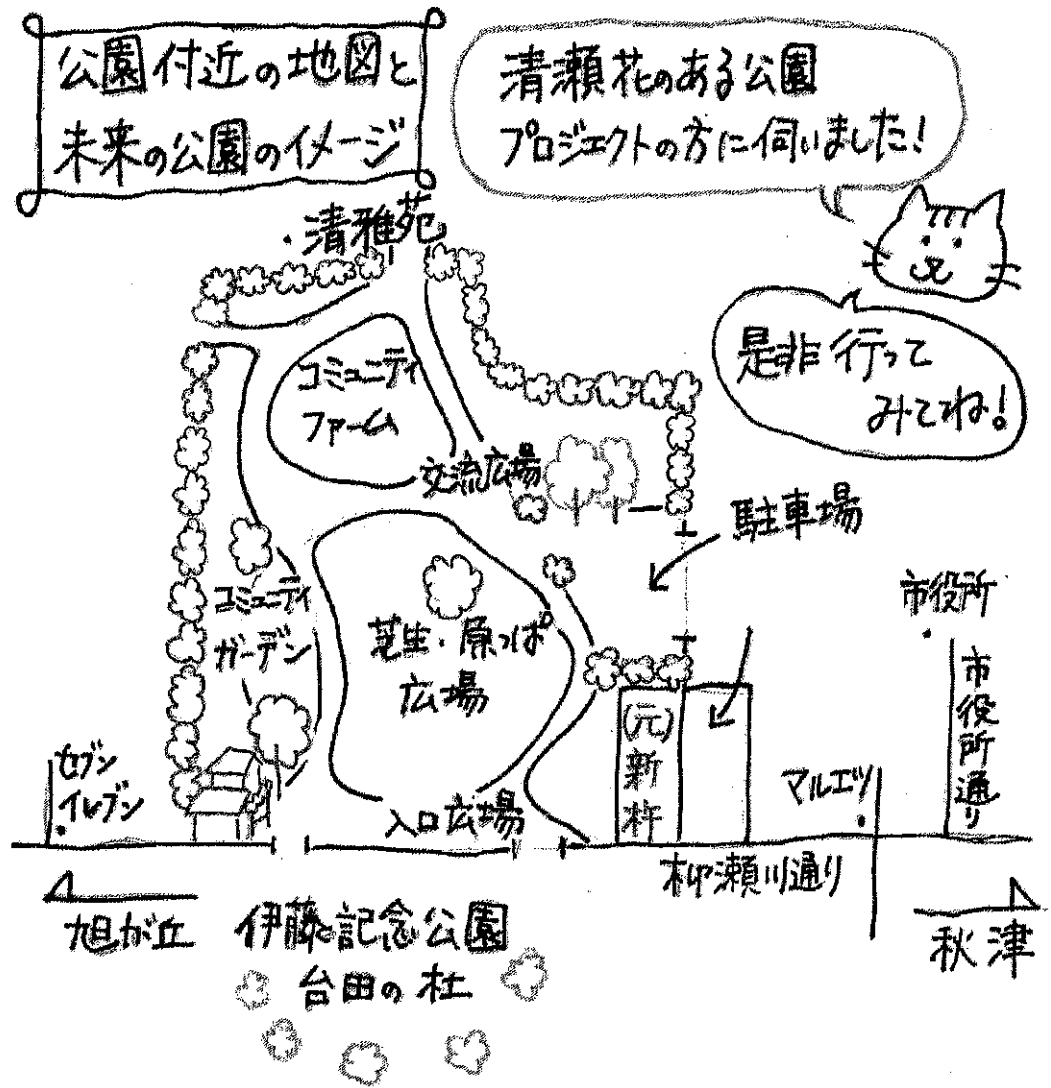 公園付近の地図と
未来の公園のイメージ
清瀬花のある公園
プロジェクトの方に伺いました!
是非行って
みてね!
・清雅苑
コミュニティ
ファーム
交流広場
駐車場
コミュニティ
ガーデン
芝生・原っぱ
広場
市役所
市役所通り
(元)
新杵
セブン
イレブン
マルエツ
入口広場
柳瀬川通り
旭が丘
伊藤記念公園
台田の杜
秋津